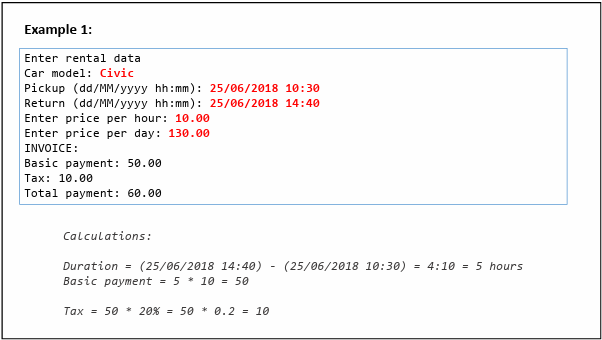 Example 1:
Enter rental data
Car model: Civic
Pickup (dd/MM/yyyy hh:mm): 25/06/2018 10:30
Return (dd/MM/yyyy hh:mm): 25/06/2018 14:40
Enter price per hour: 10.00
Enter price per day: 130.00
INVOICE:
Basic payment: 50.00
Tax: 10.00
Total payment: 60.00
Calculations:
Duration = (25/06/2018 14:40) - (25/06/2018 10:30) = 4:10 = 5 hours
Basic payment = 5 * 10 = 50
Tax = 50 * 20% = 50 * 0.2 = 10